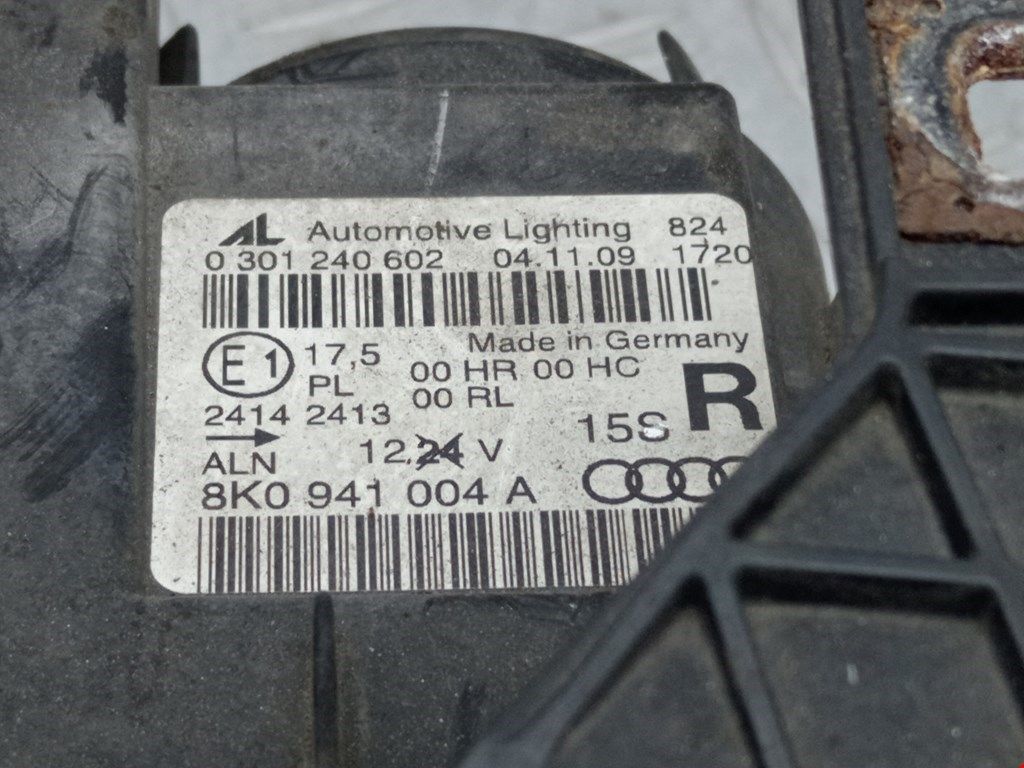 AL Automotive Lighting 824
0 301 240 602 04.11.09 1720
Made in Germany
E1 17,5 00 HR 00 HC R
PL 00 RL
2414 2413 15S
ALN 12,24 V
8K0 941 004 A